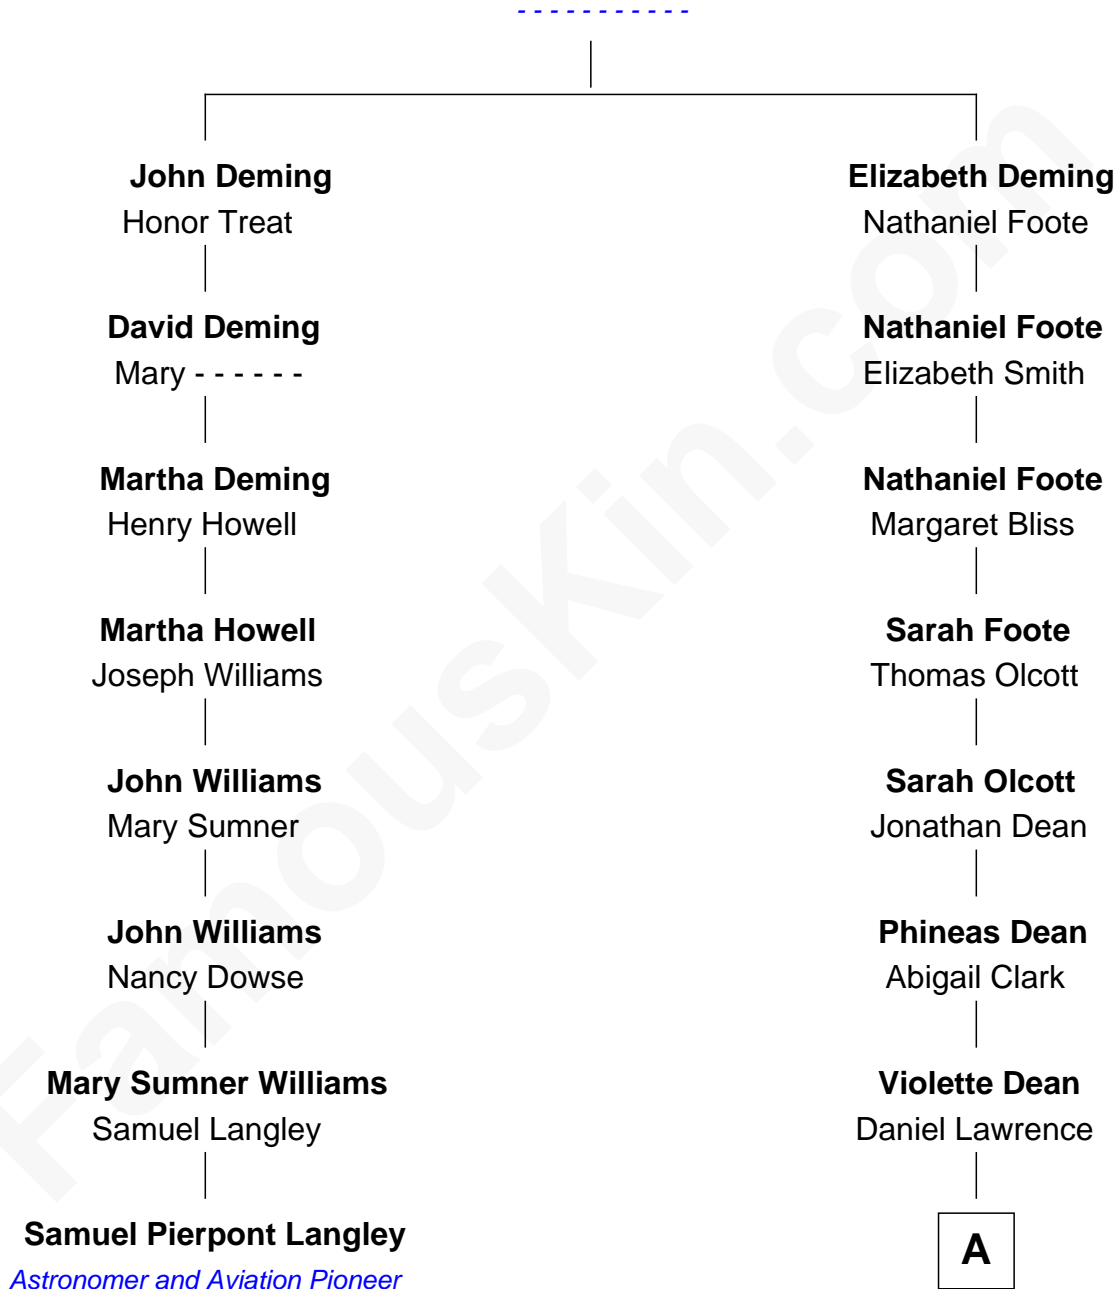 - - - - - - - - - - -
John Deming
Honor Treat
David Deming
Mary - - - - - -
Martha Deming
Henry Howell
Martha Howell
Joseph Williams
John Williams
Mary Sumner
John Williams
Nancy Dowse
Mary Sumner Williams
Samuel Langley
Samuel Pierpont Langley
Astronomer and Aviation Pioneer
Elizabeth Deming
Nathaniel Foote
Nathaniel Foote
Elizabeth Smith
Nathaniel Foote
Margaret Bliss
Sarah Foote
Thomas Olcott
Sarah Olcott
Jonathan Dean
Phineas Dean
Abigail Clark
Violette Dean
Daniel Lawrence
A
FamousKin.com